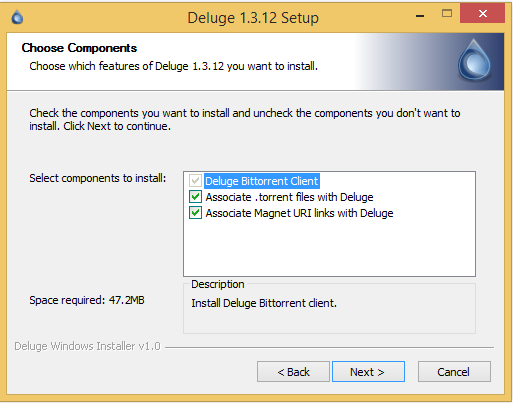 Deluge 1.3.12 Setup
Choose Components
Choose which features of Deluge 1.3.12 you want to install.
Check the components you want to install and uncheck the components you don't want to
install. Click Next to continue.
Select components to install:
Deluge Bittorrent Client
Associate .torrent files with Deluge
Associate Magnet URI links with Deluge
Space required: 47.2MB
Description
Install Deluge Bittorrent client.
Deluge Windows Installer v1.0
< Back
Next >
Cancel